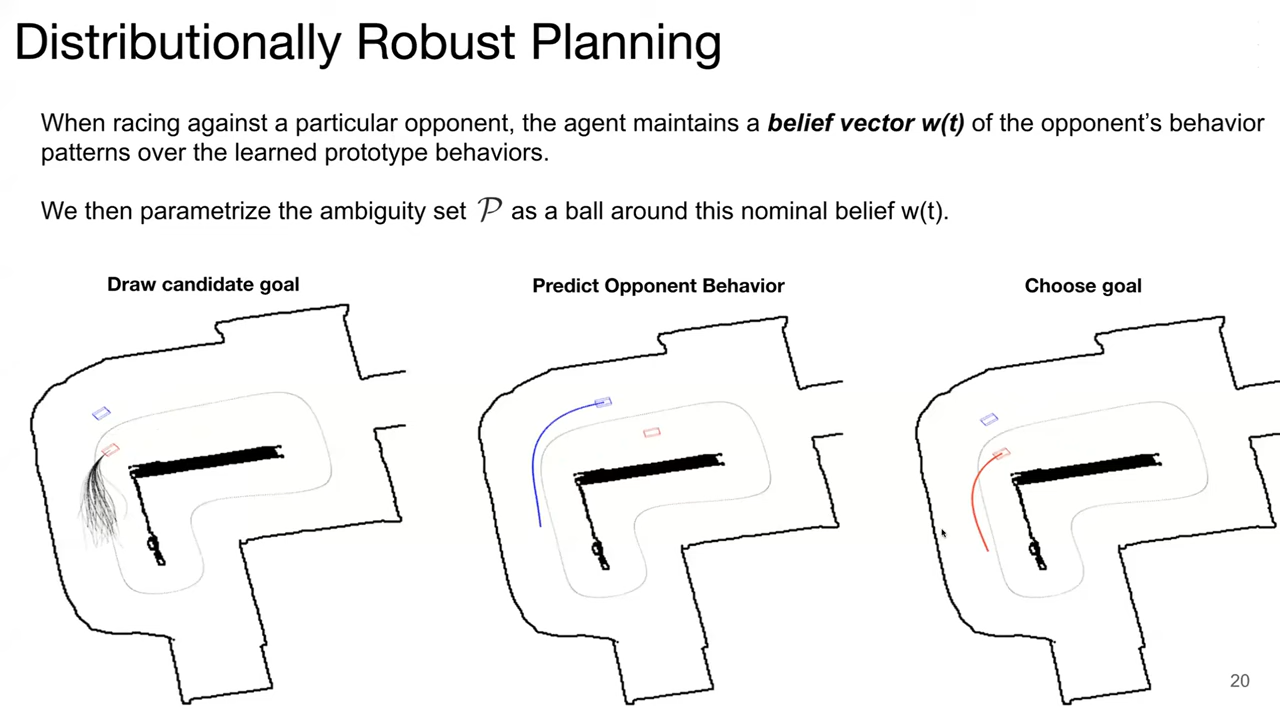 Distributionally Robust Planning
When racing against a particular opponent, the agent maintains a belief vector w(t) of the opponent’s behavior
patterns over the learned prototype behaviors.
We then parametrize the ambiguity set 𝒫 as a ball around this nominal belief w(t).
Draw candidate goal
Predict Opponent Behavior
Choose goal
20